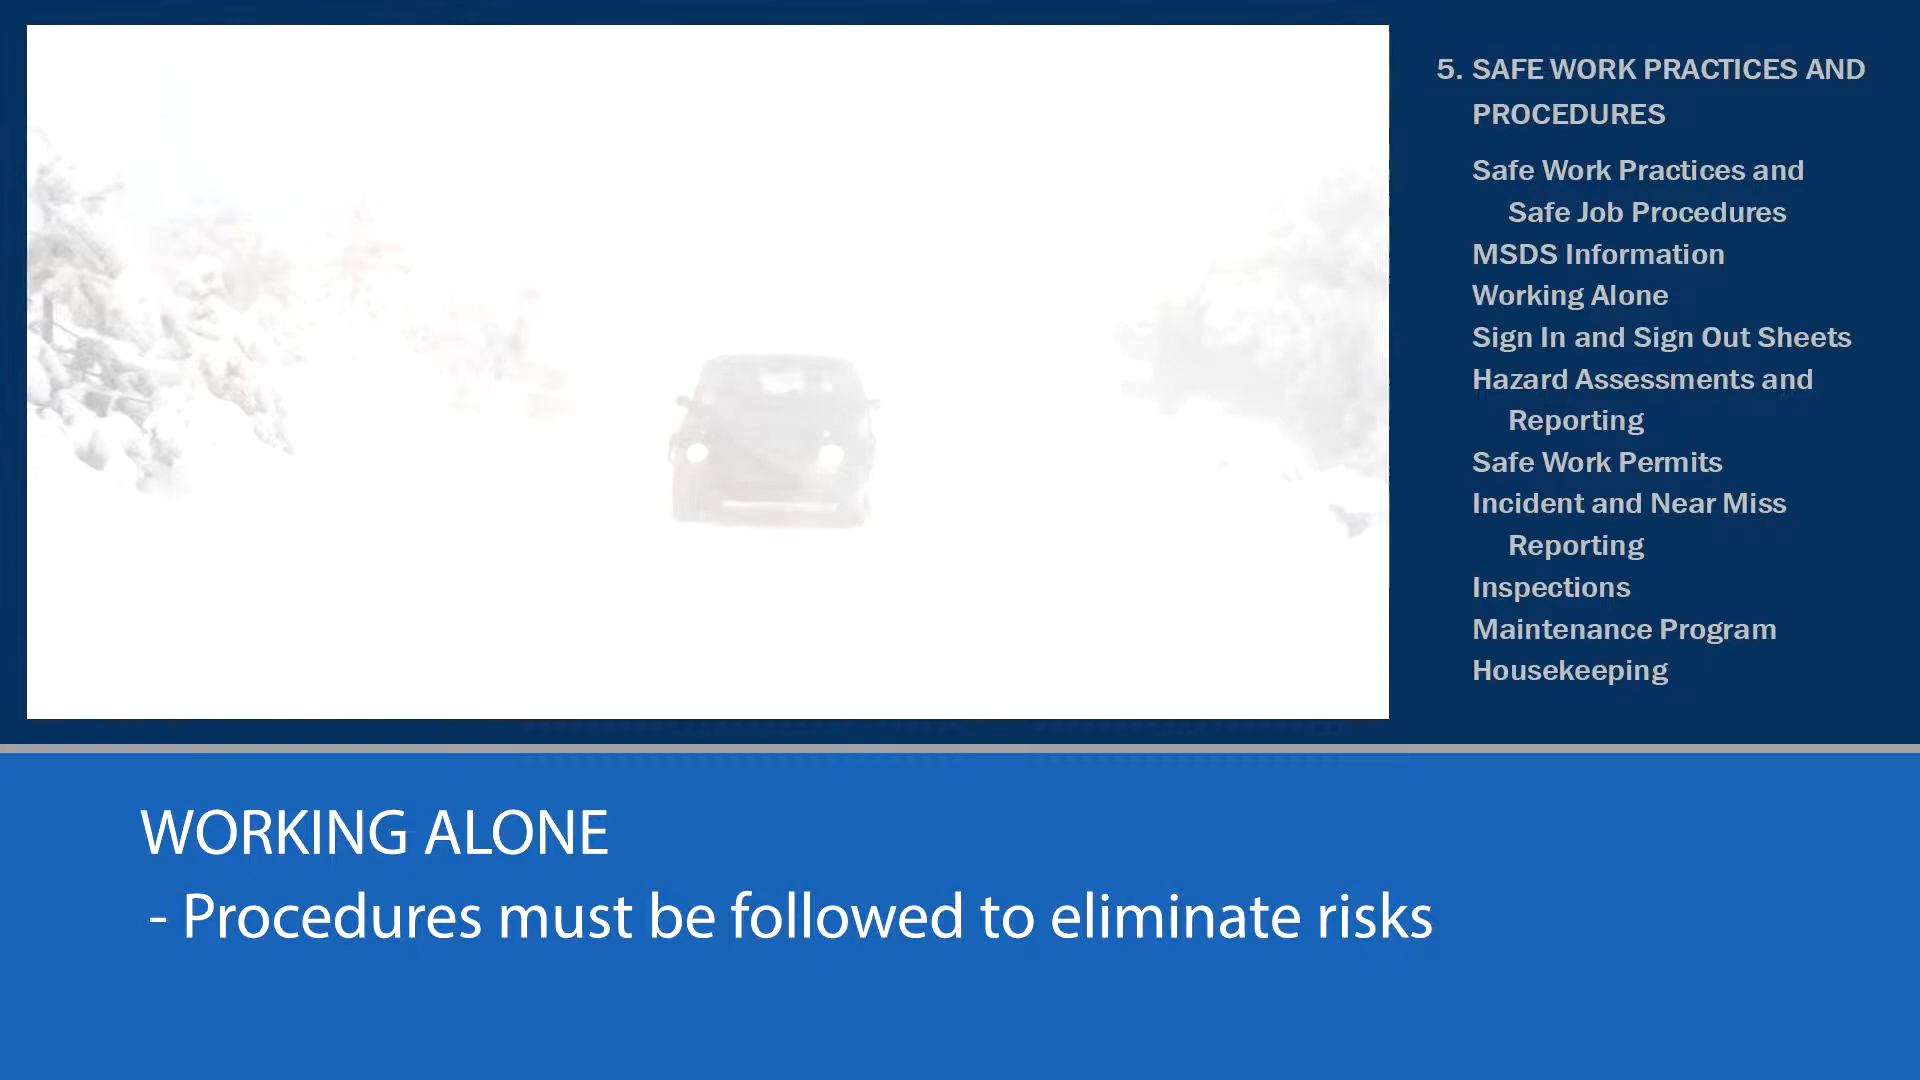 5. SAFE WORK PRACTICES AND
PROCEDURES
Safe Work Practices and
Safe Job Procedures
MSDS Information
Working Alone
Sign In and Sign Out Sheets
Hazard Assessments and
Reporting
Safe Work Permits
Incident and Near Miss
Reporting
Inspections
Maintenance Program
Housekeeping
WORKING ALONE
- Procedures must be followed to eliminate risks